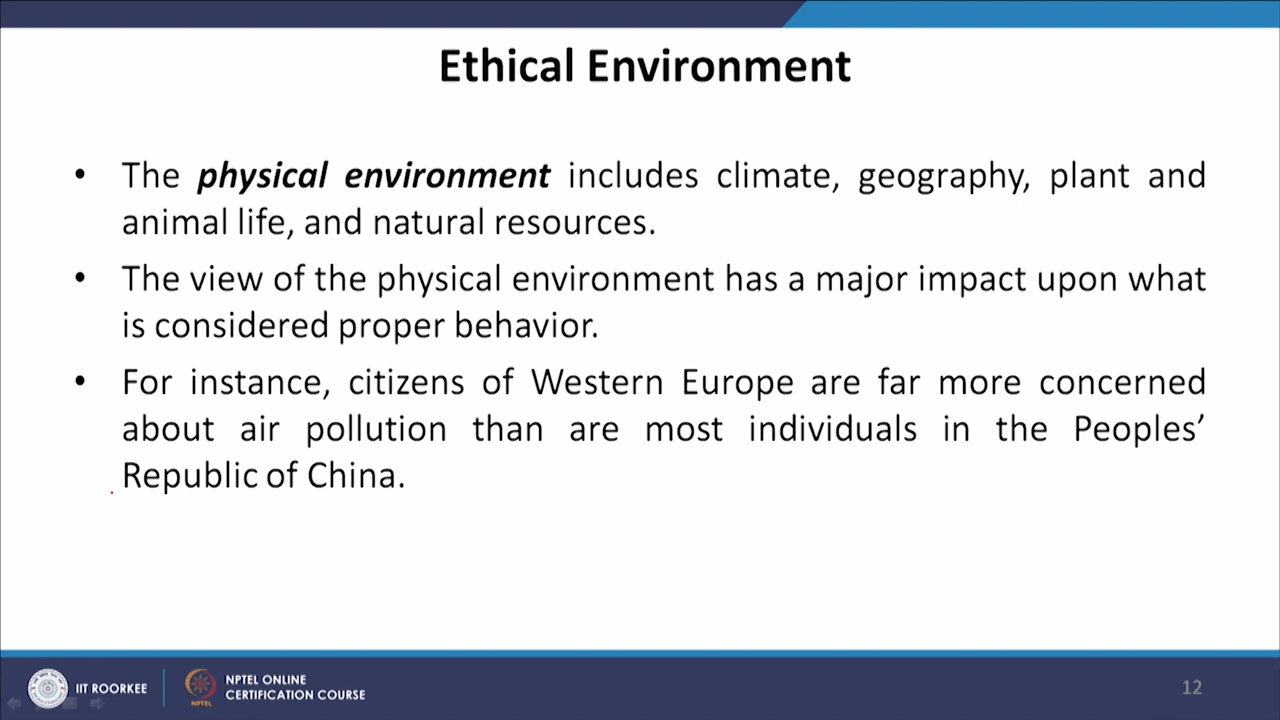 Ethical Environment
• The physical environment includes climate, geography, plant and
animal life, and natural resources.
• The view of the physical environment has a major impact upon what
is considered proper behavior.
• For instance, citizens of Western Europe are far more concerned
about air pollution than are most individuals in the Peoples’
Republic of China.
IIT ROORKEE
NPTEL ONLINE
CERTIFICATION COURSE
NPTEL
12